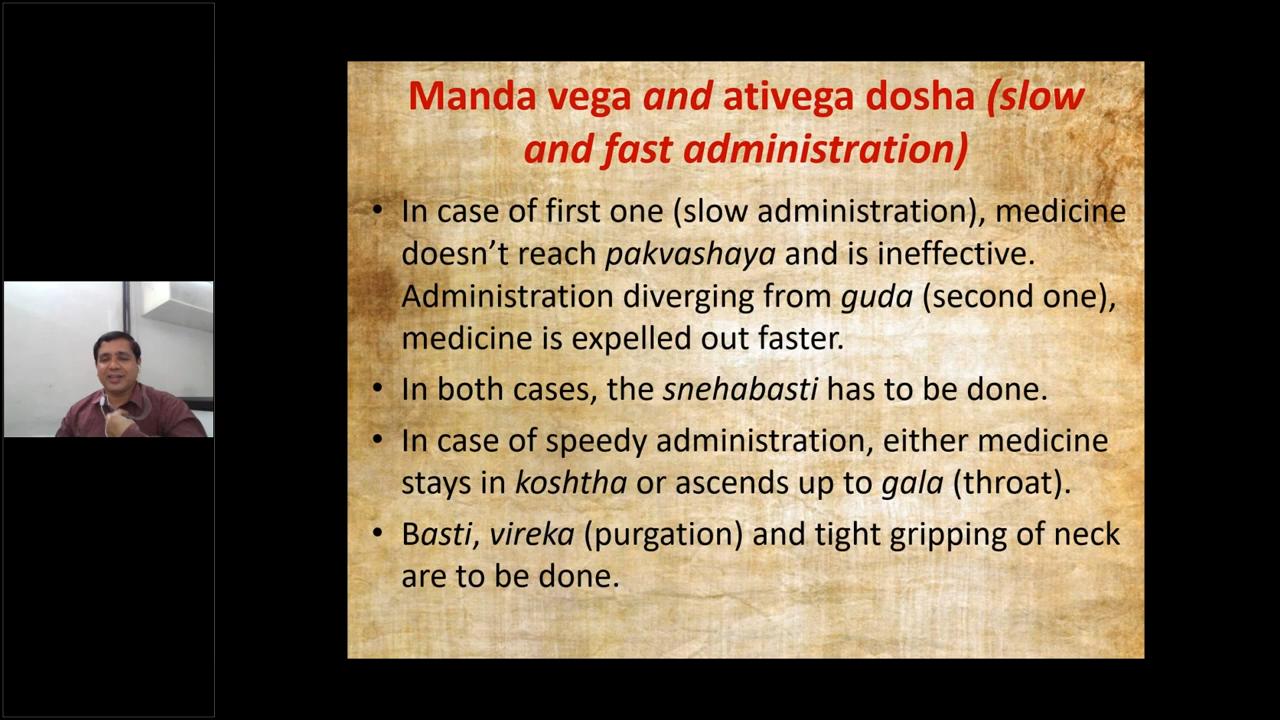 Manda vega and ativega dosha (slow
and fast administration)
• In case of first one (slow administration), medicine
doesn’t reach pakvashaya and is ineffective.
Administration diverging from guda (second one),
medicine is expelled out faster.
• In both cases, the snehabasti has to be done.
• In case of speedy administration, either medicine
stays in koshtha or ascends up to gala (throat).
• Basti, vireka (purgation) and tight gripping of neck
are to be done.